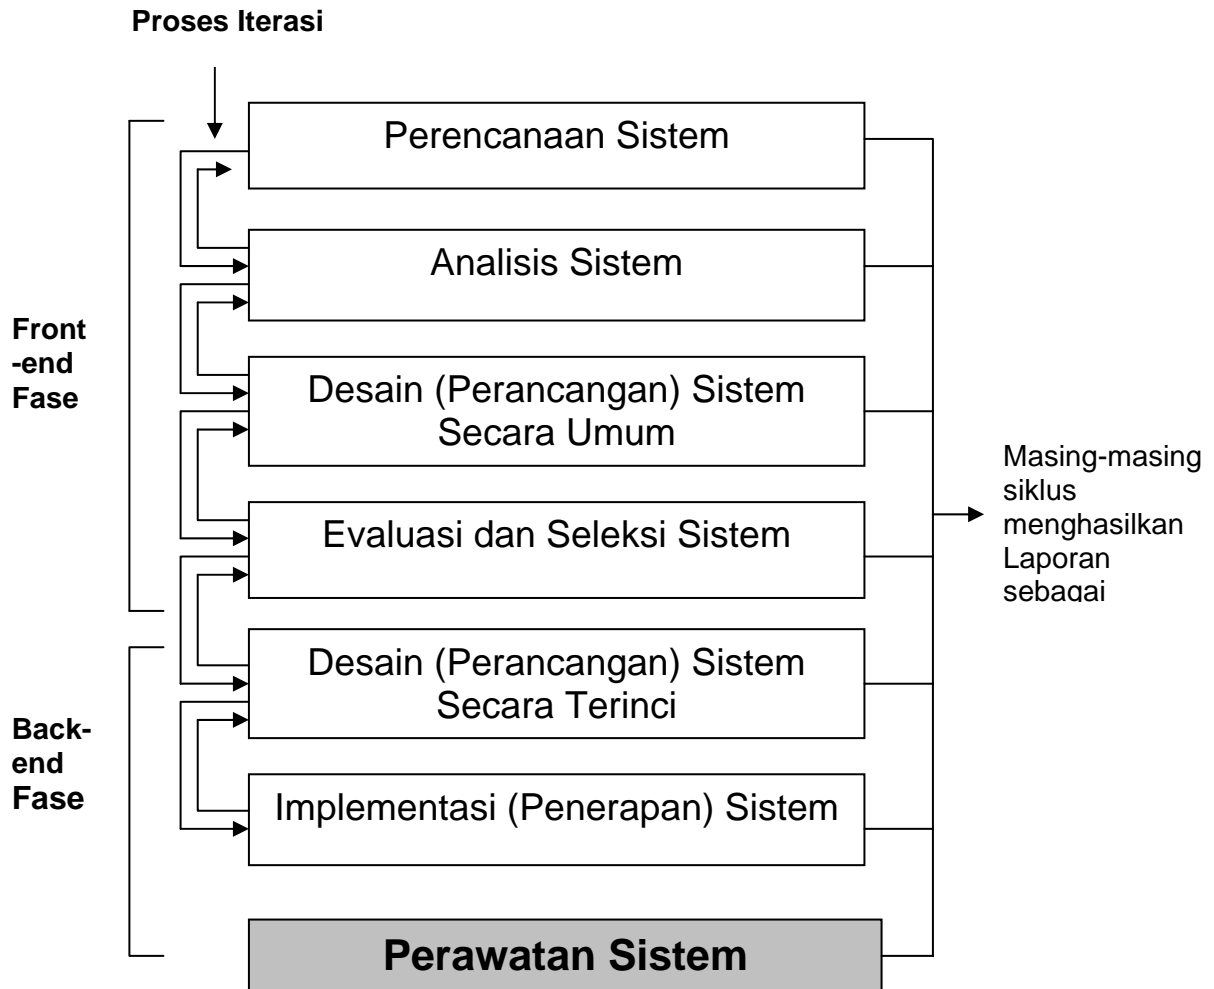 Proses Iterasi
Perencanaan Sistem
Analisis Sistem
Front
-end
Fase
Desain (Perancangan) Sistem
Secara Umum
Masing-masing
siklus
menghasilkan
Laporan
sebagai
Evaluasi dan Seleksi Sistem
Desain (Perancangan) Sistem
Secara Terinci
Back-
end
Fase
Implementasi (Penerapan) Sistem
Perawatan Sistem